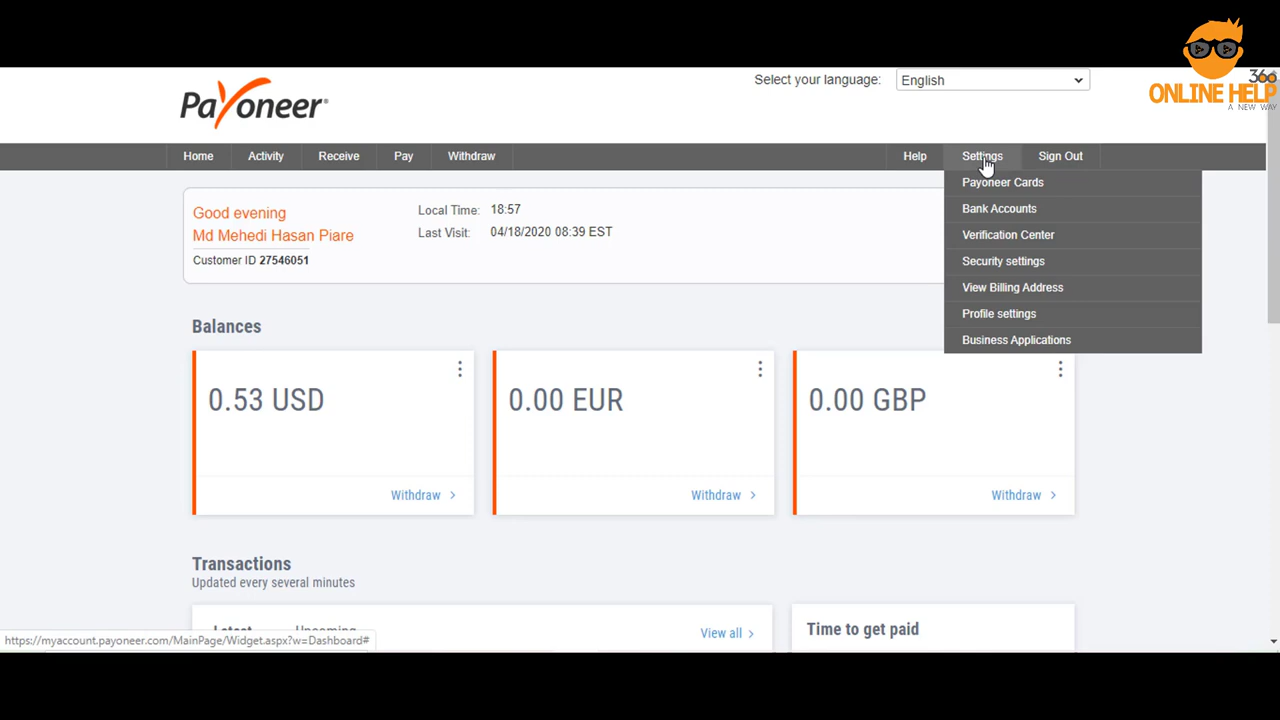 366
ONLINE HELP
A NEW WAY
Payoneer
Select your language: English
Home Activity Receive Pay Withdraw Help Settings Sign Out
Payoneer Cards
Bank Accounts
Verification Center
Security settings
View Billing Address
Profile settings
Business Applications
Good evening
Md Mehedi Hasan Piare
Customer ID 27546051
Local Time: 18:57
Last Visit: 04/18/2020 08:39 EST
Balances
0.53 USD 0.00 EUR 0.00 GBP
Withdraw > Withdraw > Withdraw >
Transactions
Updated every several minutes
Latest Upcoming View all >
Time to get paid
https://myaccount.payoneer.com/MainPage/Widget.aspx?w=Dashboard#